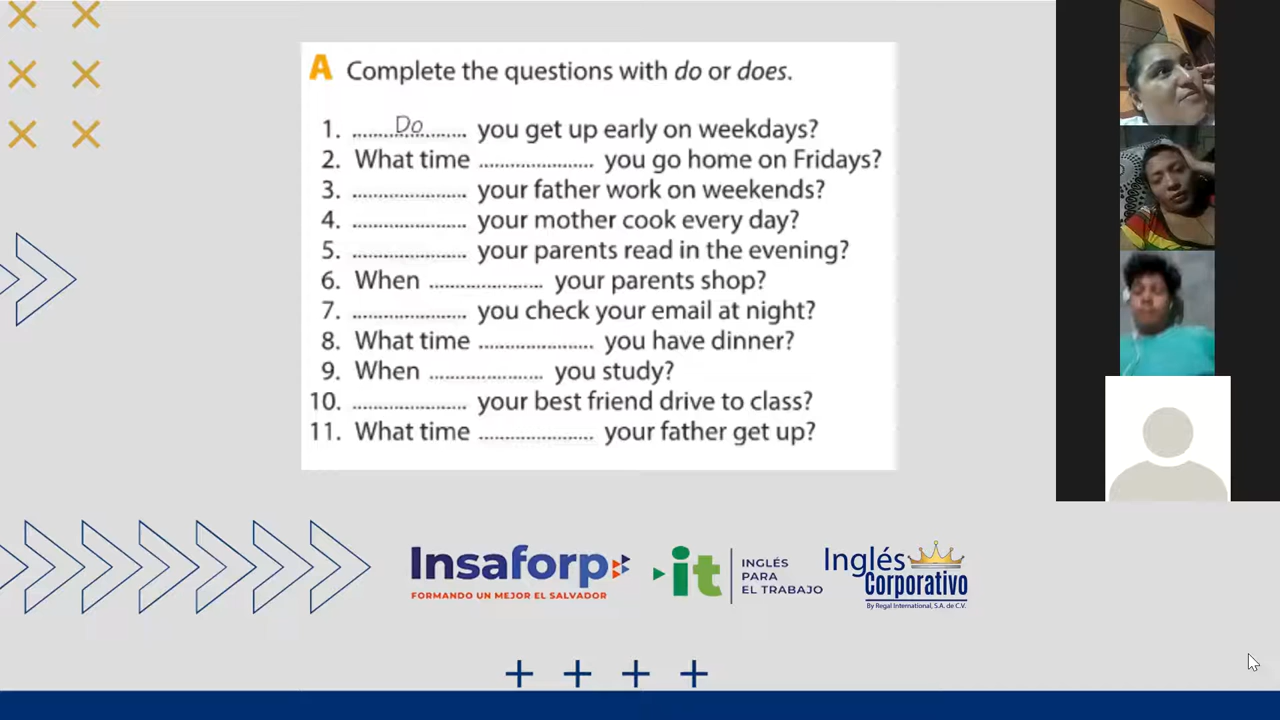 A Complete the questions with do or does.
1. .....Do..... you get up early on weekdays?
2. What time .................... you go home on Fridays?
3. .................... your father work on weekends?
4. .................... your mother cook every day?
5. .................... your parents read in the evening?
6. When .................... your parents shop?
7. .................... you check your email at night?
8. What time .................... you have dinner?
9. When .................... you study?
10. .................... your best friend drive to class?
11. What time .................... your father get up?
Insaforp
FORMANDO UN MEJOR EL SALVADOR
it
INGLÉS
PARA
EL TRABAJO
Inglés
Corporativo
By Regal International, S.A. de C.V.